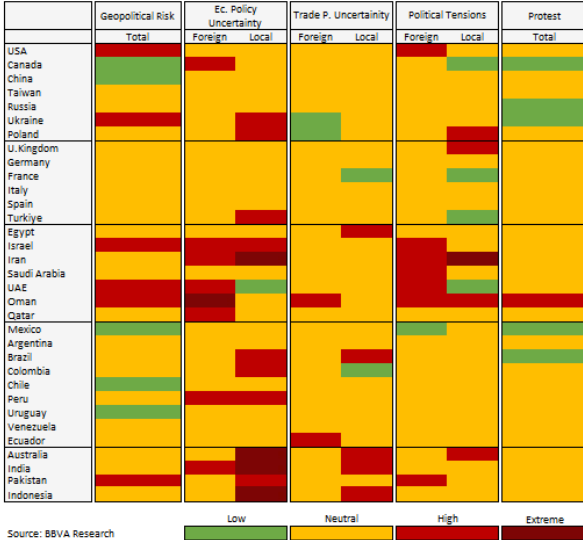 Geopolitical Risk Ec. Policy Uncertainty Trade P. Uncertainty Political Tensions Protest
Total Foreign Local Foreign Local Foreign Local Total
USA
Canada
China
Taiwan
Russia
Ukraine
Poland
U.Kingdom
Germany
France
Italy
Spain
Turkiye
Egypt
Israel
Iran
Saudi Arabia
UAE
Oman
Qatar
Mexico
Argentina
Brazil
Colombia
Chile
Peru
Uruguay
Venezuela
Ecuador
Australia
India
Pakistan
Indonesia
Low Neutral High Extreme
Source: BBVA Research